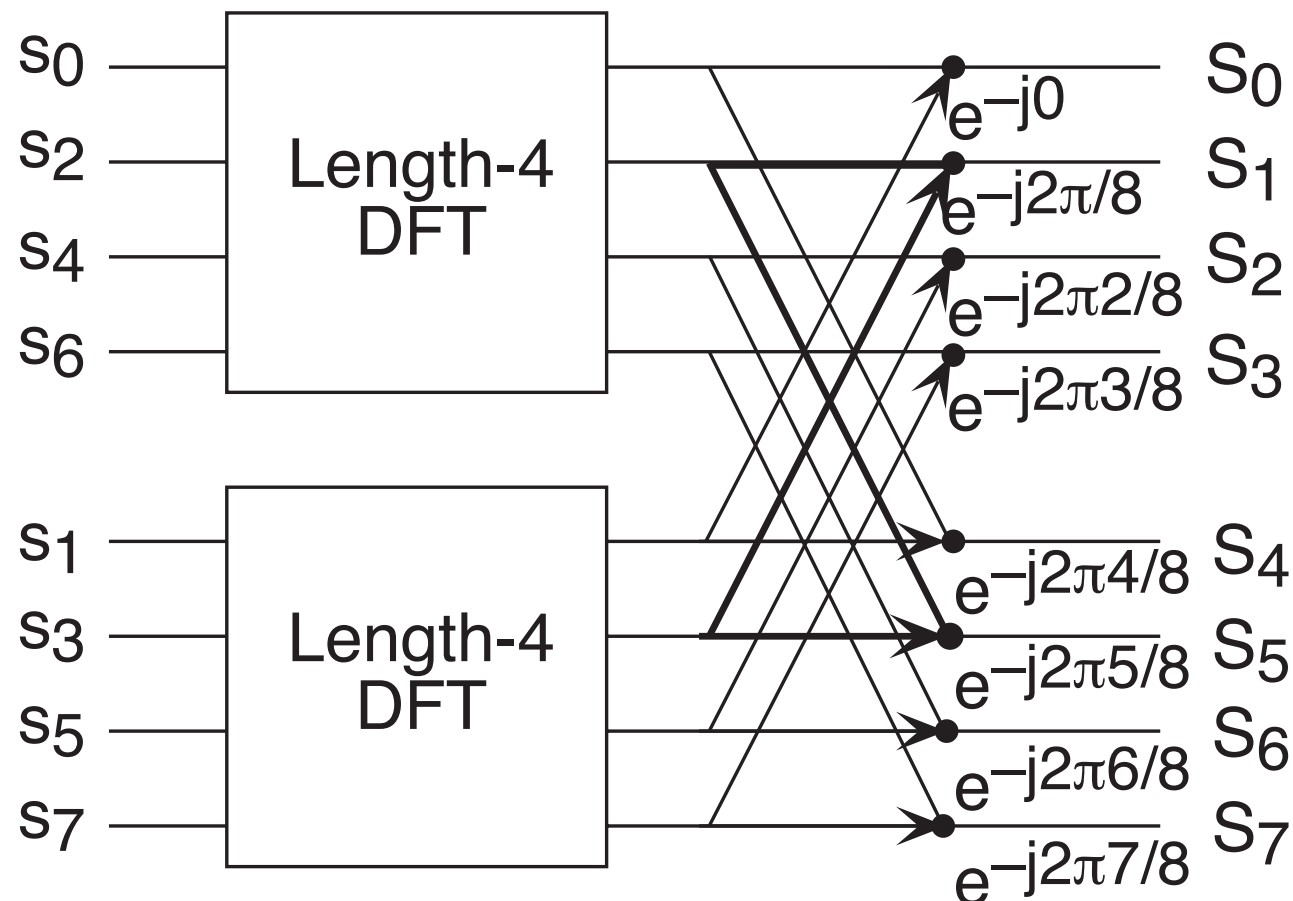 s0
s2
s4
s6
Length-4
DFT
e–j0
e–j2π/8
e–j2π2/8
e–j2π3/8
S0
S1
S2
S3
s1
s3
s5
s7
Length-4
DFT
e–j2π4/8
e–j2π5/8
e–j2π6/8
e–j2π7/8
S4
S5
S6
S7